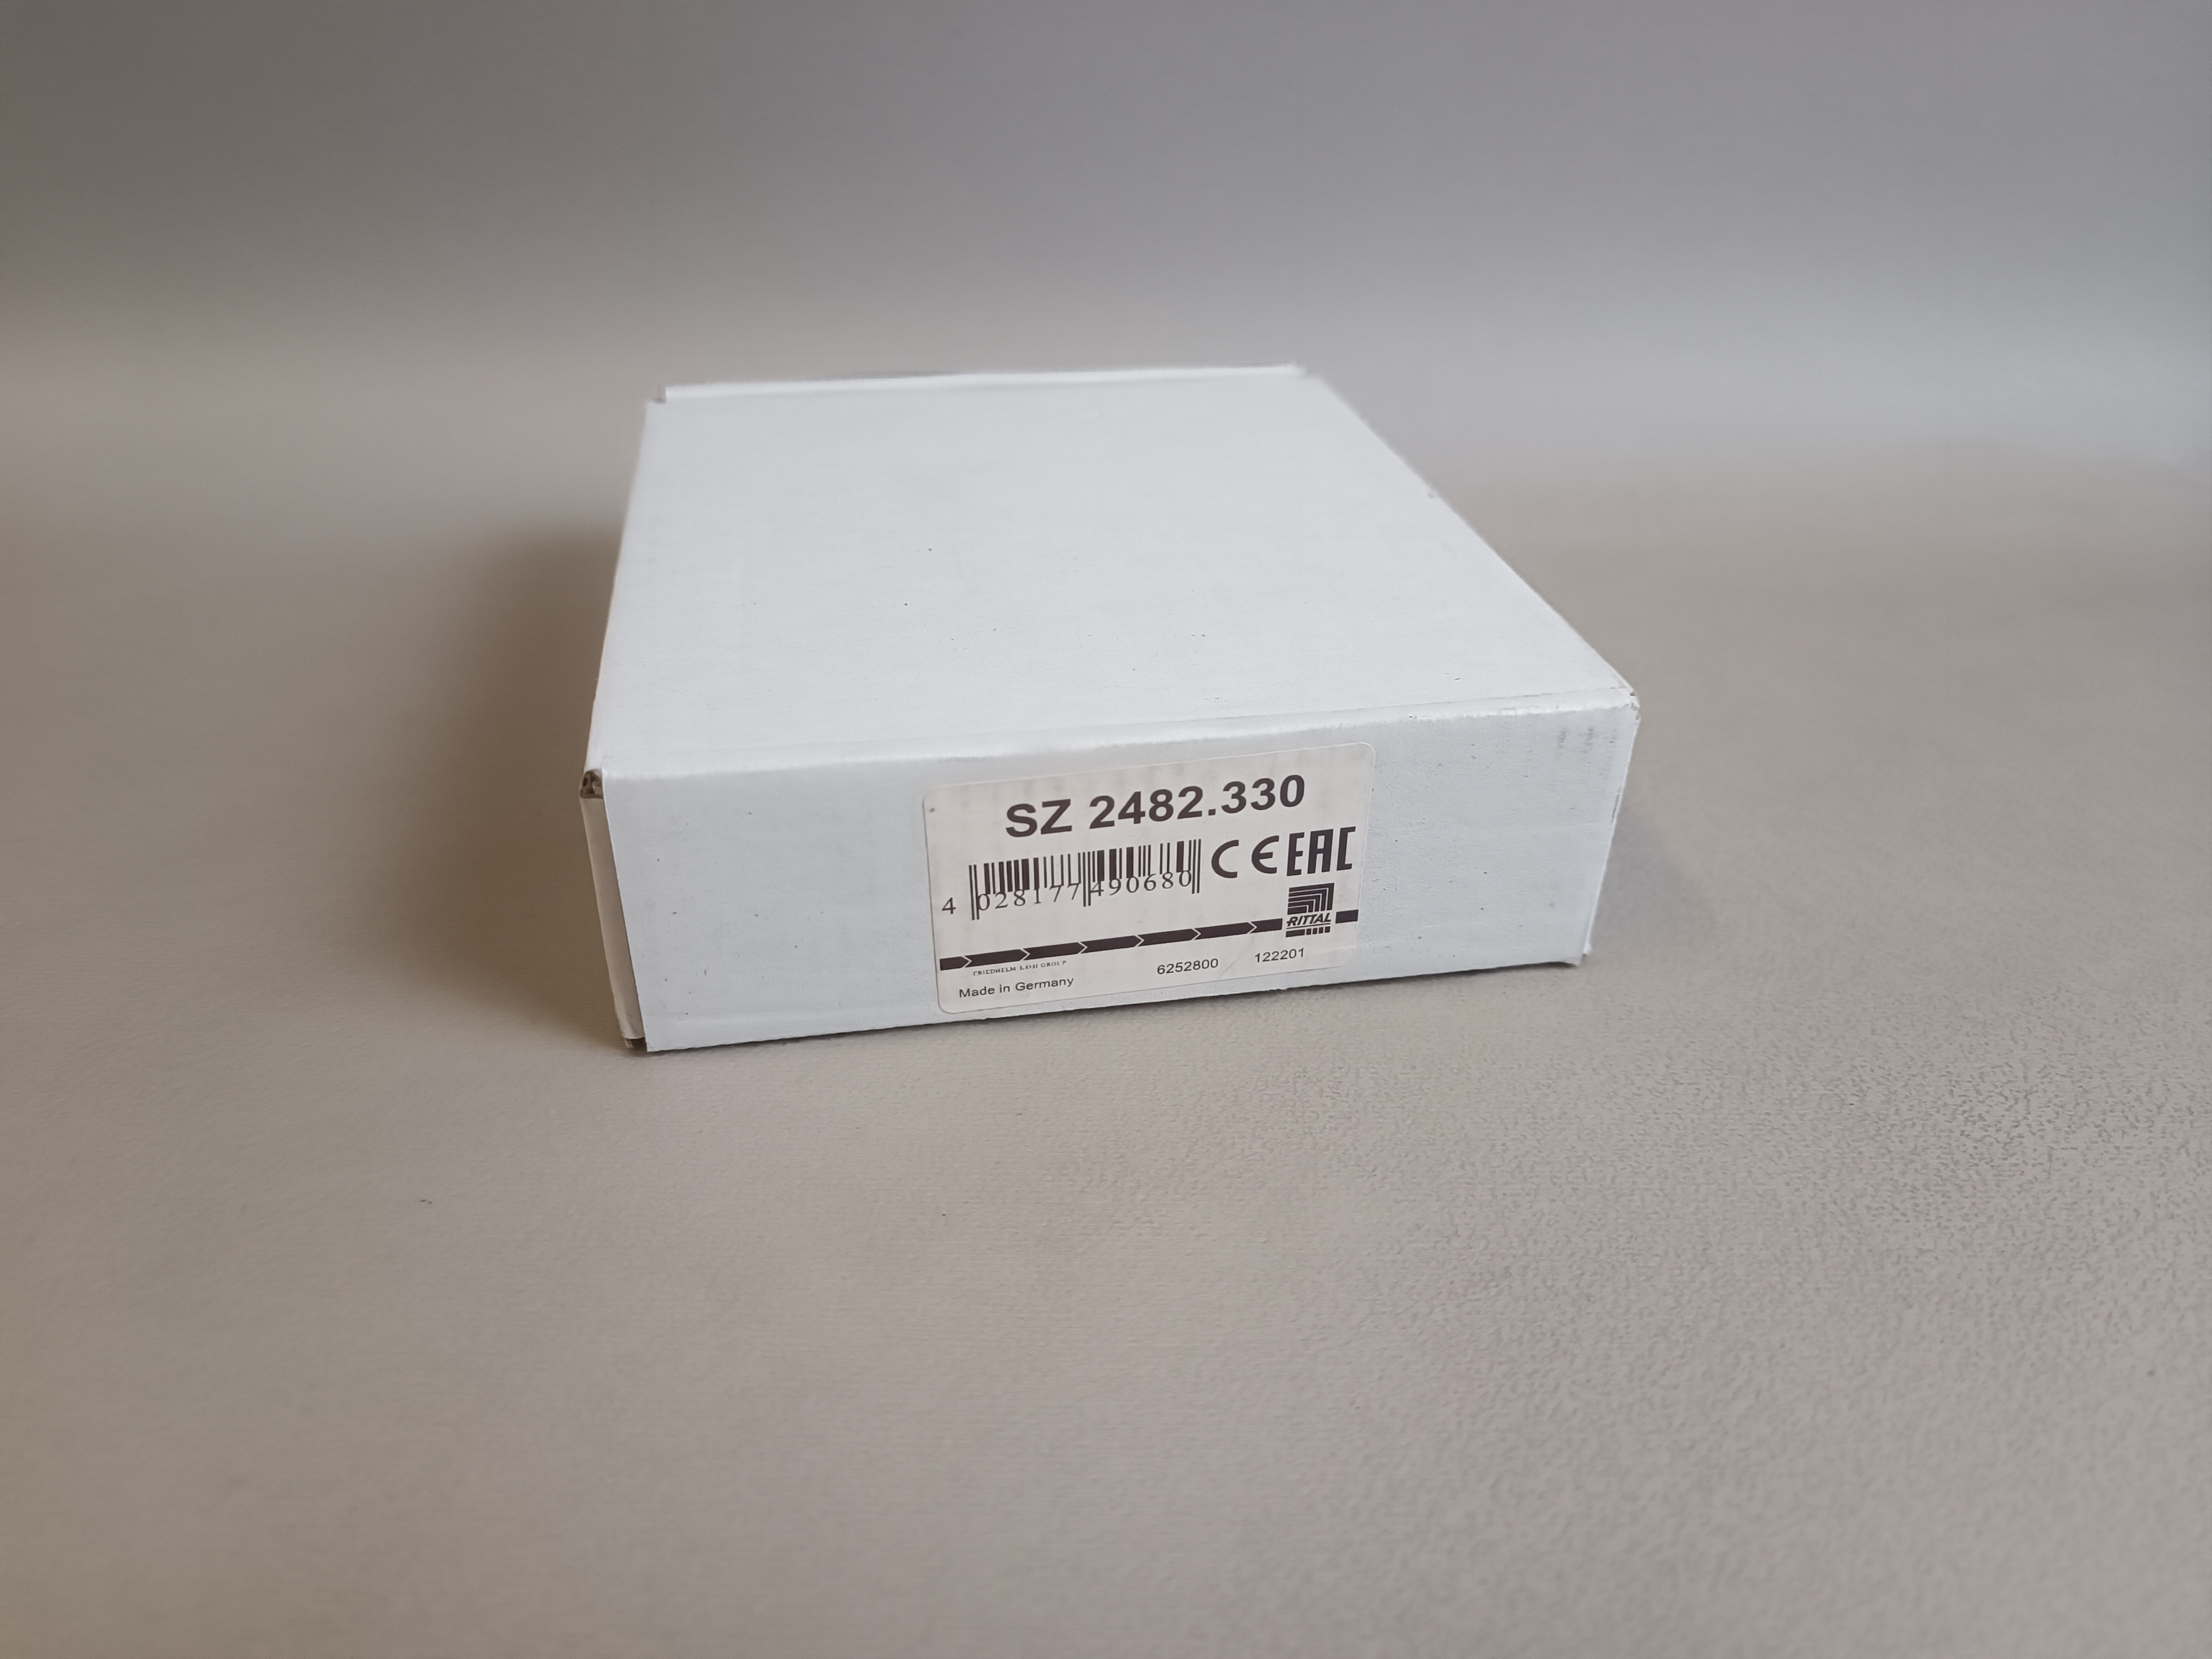 SZ 2482.330
CE EAC
4 028177 490680
RITTAL
FRIEDHELM LOH GROUP
Made in Germany 6252800 122201